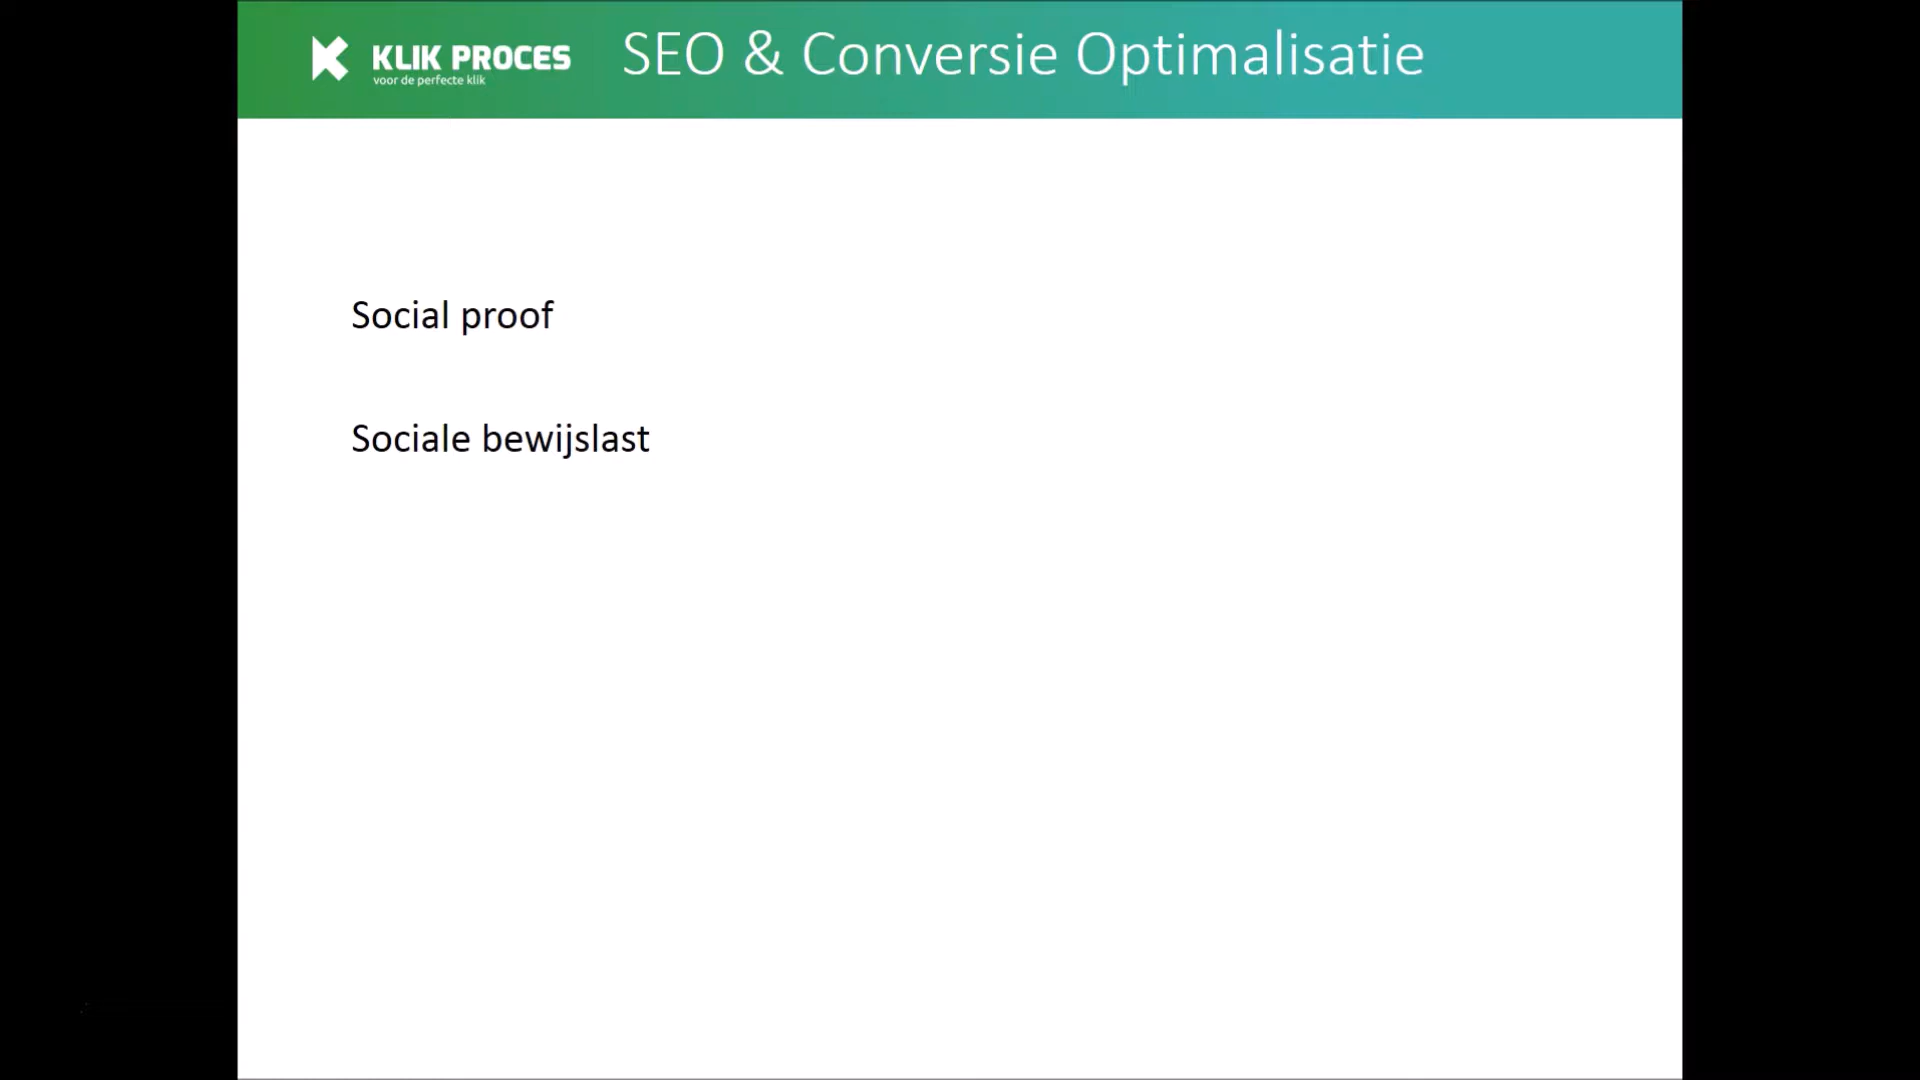 KLIK PROCES
voor de perfecte klik
SEO & Conversie Optimalisatie
Social proof
Sociale bewijslast